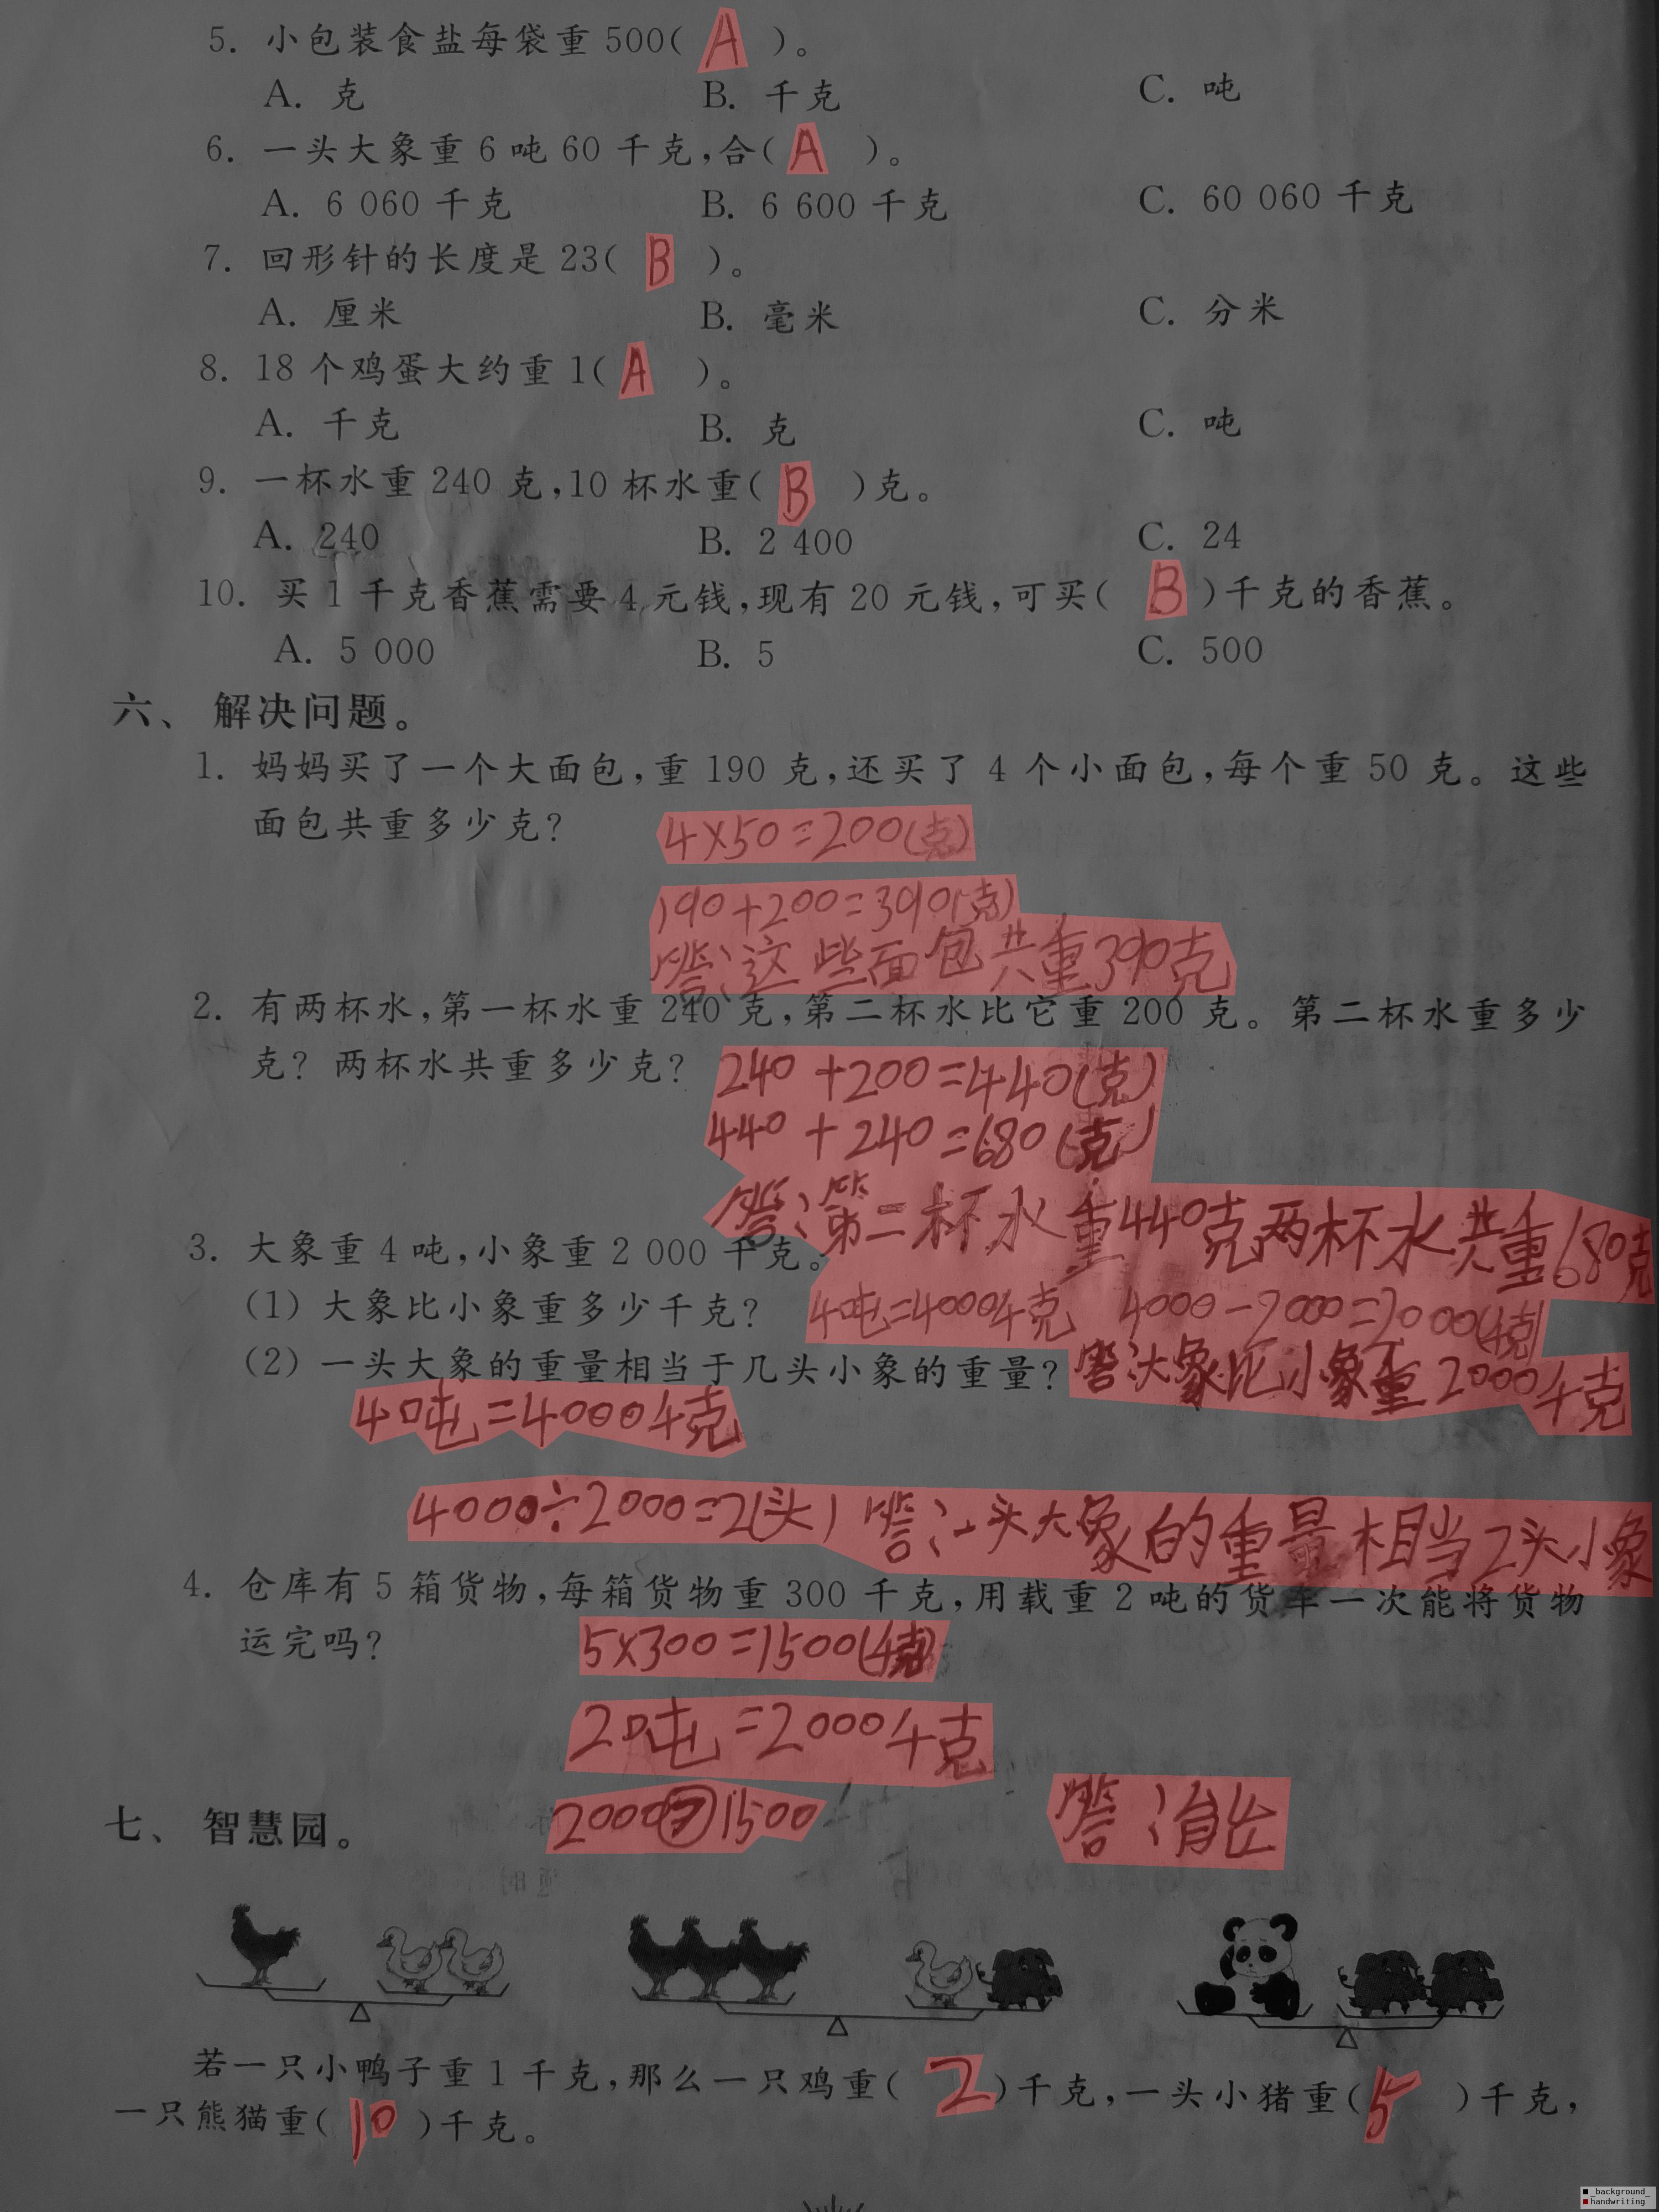 5. 小包装食盐每袋重 500( A )。
A. 克 B. 千克 C. 吨
6. 一头大象重 6 吨 60 千克,合( A )。
A. 6 060 千克 B. 6 600 千克 C. 60 060 千克
7. 回形针的长度是 23( B )。
A. 厘米 B. 毫米 C. 分米
8. 18 个鸡蛋大约重 1( A )。
A. 千克 B. 克 C. 吨
9. 一杯水重 240 克,10 杯水重( B )克。
A. 240 B. 2 400 C. 24
10. 买 1 千克香蕉需要 4 元钱,现有 20 元钱,可买( B )千克的香蕉。
A. 5 000 B. 5 C. 500
六、 解决问题。
1. 妈妈买了一个大面包,重 190 克,还买了 4 个小面包,每个重 50 克。这些
面包共重多少克? 4×50=200(克)
190+200=390(克)
答:这些面包共重390克
2. 有两杯水,第一杯水重 240 克,第二杯水比它重 200 克。第二杯水重多少
克? 两杯水共重多少克? 240+200=440(克)
440+240=680(克)
答:第二杯水重440克两杯水共重680克
3. 大象重 4 吨,小象重 2 000 千克。
(1) 大象比小象重多少千克? 4吨=4000千克 4000-2000=2000(千克)
(2) 一头大象的重量相当于几头小象的重量? 答:大象比小象重2000千克
4吨=4000千克
4000÷2000=2(头) 答:一头大象的重量相当2头小象
4. 仓库有 5 箱货物,每箱货物重 300 千克,用载重 2 吨的货车一次能将货物
运完吗? 5×300=1500(千克)
2吨=2000千克
2000>1500 答:能
七、 智慧园。
若一只小鸭子重 1 千克,那么一只鸡重( 2 )千克,一头小猪重( 5 )千克,
一只熊猫重( 10 )千克。
_background_
handwriting